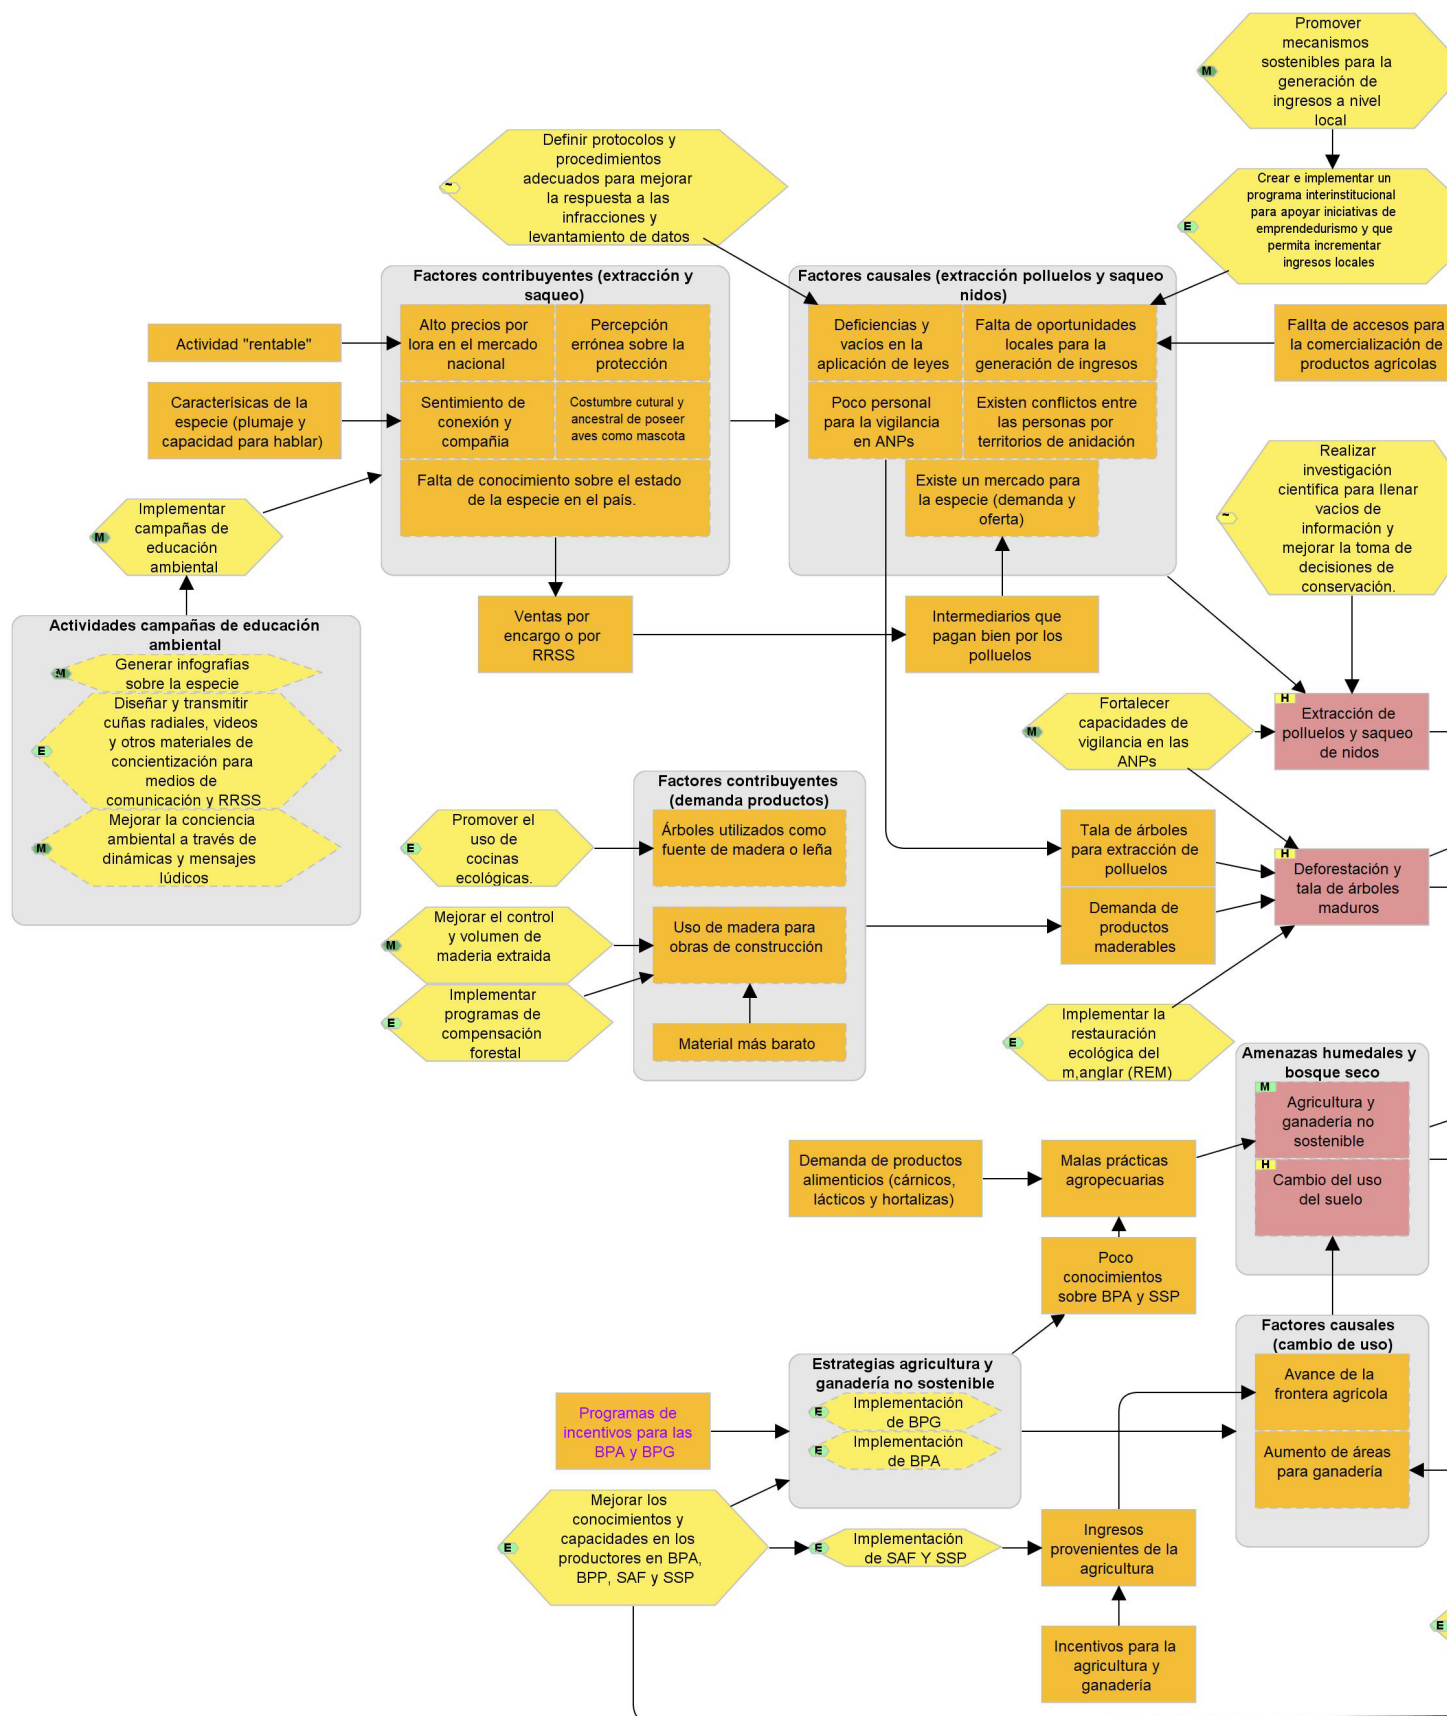 Promover
mecanismos
sostenibles para la
generación de
ingresos a nivel
local
M
Definir protocolos y
procedimientos
adecuados para mejorar
la respuesta a las
infracciones y
levantamiento de datos
~
Crear e implementar un
programa interinstitucional
para apoyar iniciativas de
emprendedurismo y que
permita incrementar
ingresos locales
E
Factores contribuyentes (extracción y
saqueo)
Alto precios por
lora en el mercado
nacional
Percepción
errónea sobre la
protección
Sentimiento de
conexión y
compañia
Costumbre cutural y
ancestral de poseer
aves como mascota
Falta de conocimiento sobre el estado
de la especie en el país.
Factores causales (extracción polluelos y saqueo
nidos)
Deficiencias y
vacíos en la
aplicación de leyes
Falta de oportunidades
locales para la
generación de ingresos
Poco personal
para la vigilancia
en ANPs
Existen conflictos entre
las personas por
territorios de anidación
Existe un mercado para
la especie (demanda y
oferta)
Actividad "rentable"
Caracterísicas de la
especie (plumaje y
capacidad para hablar)
Fallta de accesos para
la comercialización de
productos agrícolas
Implementar
campañas de
educación
ambiental
M
Realizar
investigación
científica para llenar
vacíos de
información y
mejorar la toma de
decisiones de
conservación.
~
Actividades campañas de educación
ambiental
Generar infografias
sobre la especie
M
Diseñar y transmitir
cuñas radiales, videos
y otros materiales de
concientización para
medios de
comunicación y RRSS
E
Mejorar la conciencia
ambiental a través de
dinámicas y mensajes
lúdicos
M
Ventas por
encargo o por
RRSS
Intermediarios que
pagan bien por los
polluelos
Fortalecer
capacidades de
vigilancia en las
ANPs
M
H
Extracción de
polluelos y saqueo
de nidos
Factores contribuyentes
(demanda productos)
Árboles utilizados como
fuente de madera o leña
Uso de madera para
obras de construcción
Material más barato
Promover el
uso de
cocinas
ecológicas.
E
Mejorar el control
y volumen de
maderia extraida
M
Implementar
programas de
compensación
forestal
E
Tala de árboles
para extracción de
polluelos
Demanda de
productos
maderables
H
Deforestación y
tala de árboles
maduros
Implementar la
restauración
ecológica del
m,anglar (REM)
E
Amenazas humedales y
bosque seco
M
Agricultura y
ganadería no
sostenible
H
Cambio del uso
del suelo
Demanda de productos
alimenticios (cárnicos,
lácticos y hortalizas)
Malas prácticas
agropecuarias
Poco
conocimientos
sobre BPA y SSP
Factores causales
(cambio de uso)
Avance de la
frontera agrícola
Aumento de áreas
para ganadería
Estrategias agricultura y
ganadería no sostenible
Implementación
de BPG
E
Implementación
de BPA
E
Programas de
incentivos para las
BPA y BPG
Mejorar los
conocimientos y
capacidades en los
productores en BPA,
BPP, SAF y SSP
E
Implementación
de SAF Y SSP
E
Ingresos
provenientes de la
agricultura
Incentivos para la
agricultura y
ganadería
E